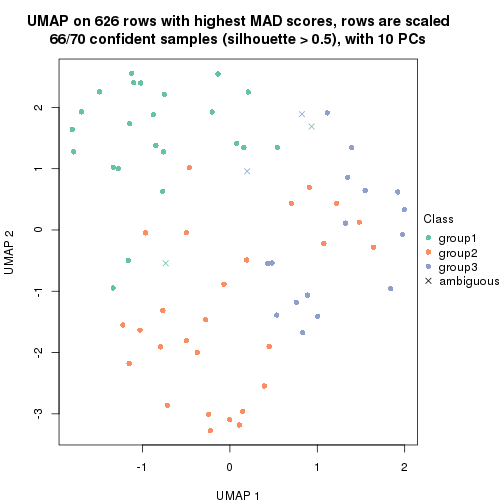 UMAP on 626 rows with highest MAD scores, rows are scaled
66/70 confident samples (silhouette > 0.5), with 10 PCs
2
1
0
-1
-2
-3
UMAP 2
-1
0
1
2
UMAP 1
Class
group1
group2
group3
ambiguous